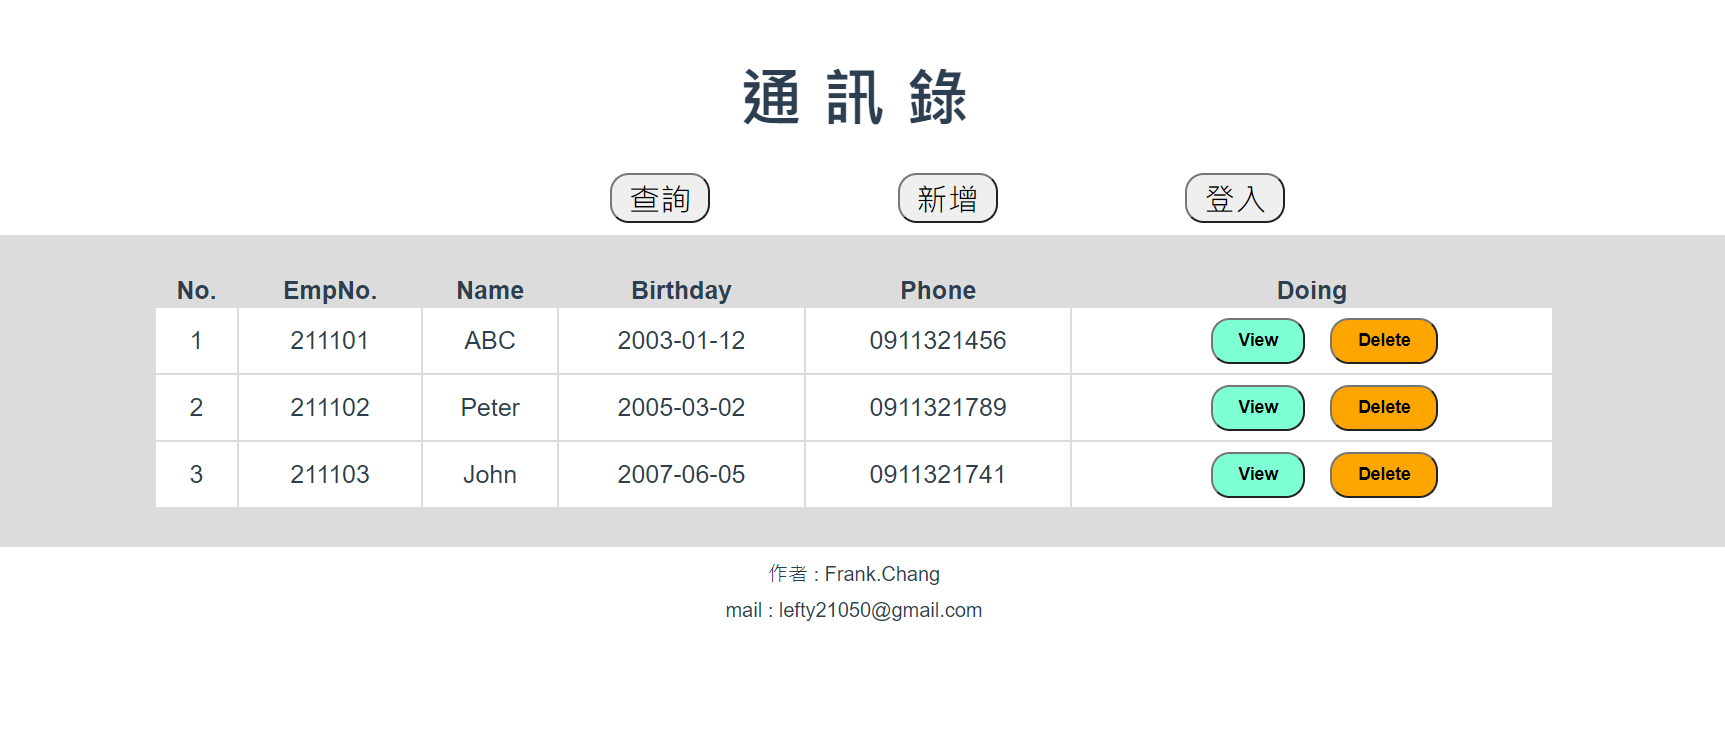 通 訊 錄
查詢 新增 登入
No. EmpNo. Name Birthday Phone Doing
1 211101 ABC 2003-01-12 0911321456 View Delete
2 211102 Peter 2005-03-02 0911321789 View Delete
3 211103 John 2007-06-05 0911321741 View Delete
作者 : Frank.Chang
mail : lefty21050@gmail.com